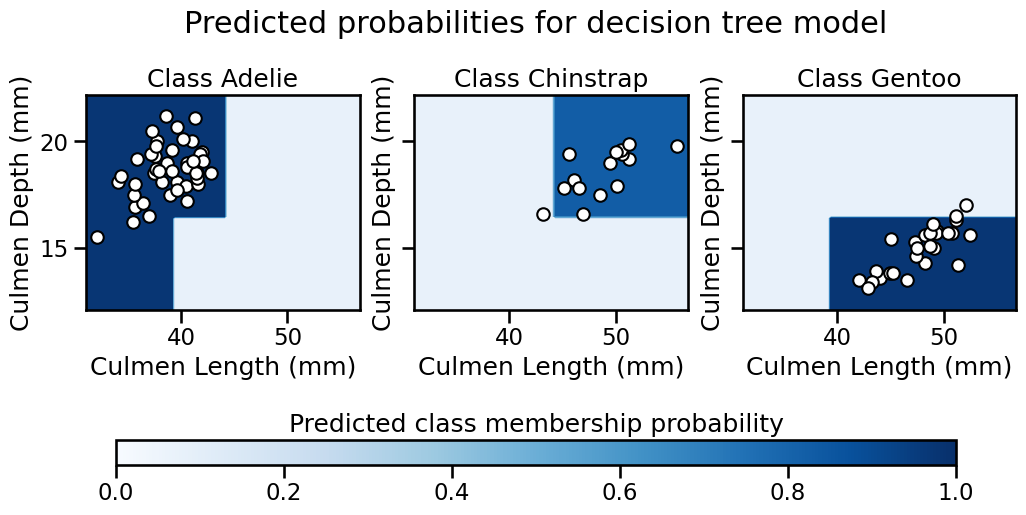 Predicted probabilities for decision tree model
Class Adelie
Culmen Depth (mm)
20
15
40 50
Culmen Length (mm)
Class Chinstrap
Culmen Depth (mm)
40 50
Culmen Length (mm)
Class Gentoo
Culmen Depth (mm)
40 50
Culmen Length (mm)
Predicted class membership probability
0.0 0.2 0.4 0.6 0.8 1.0